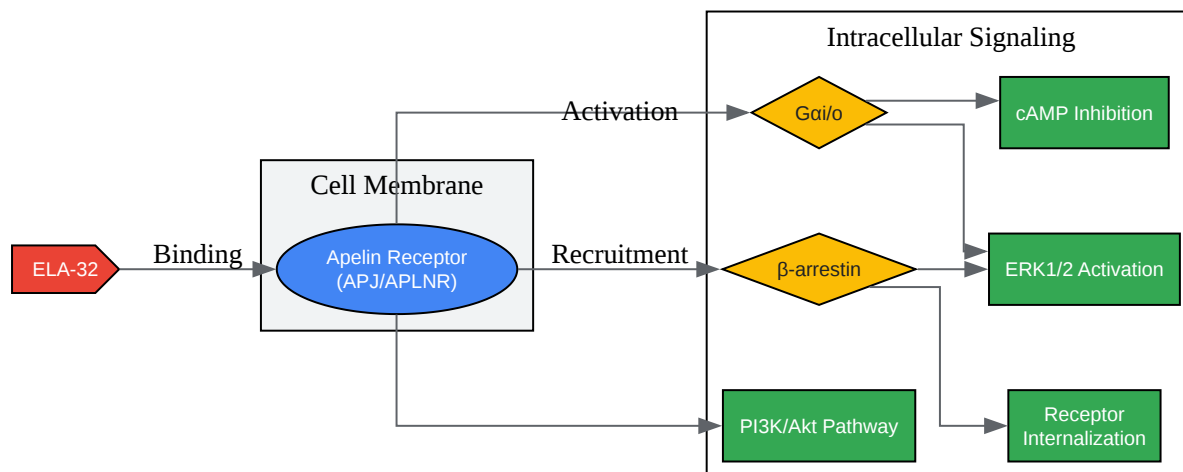 Intracellular Signaling
Activation
Gαi/o
cAMP Inhibition
Cell Membrane
ELA-32
Binding
Apelin Receptor
(APJ/APLNR)
Recruitment
β-arrestin
ERK1/2 Activation
PI3K/Akt Pathway
Receptor
Internalization